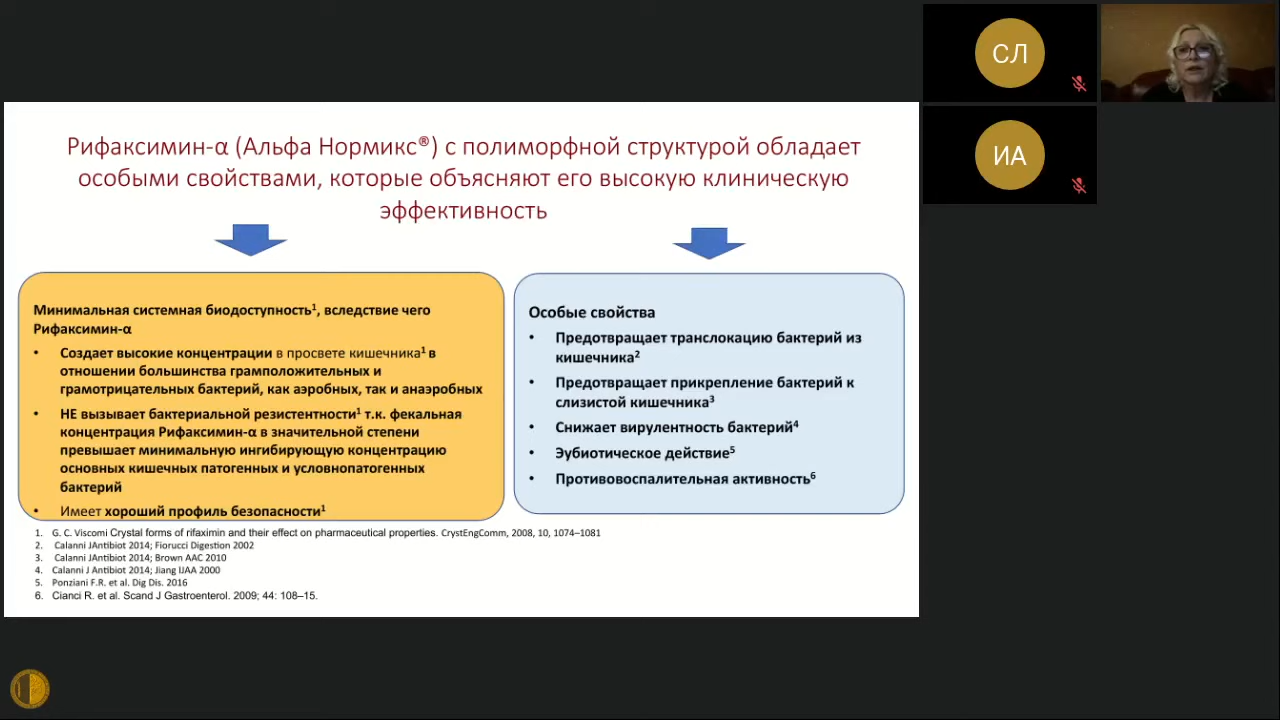 Рифаксимин-α (Альфа Нормикс®) с полиморфной структурой обладает
особыми свойствами, которые объясняют его высокую клиническую
эффективность
Минимальная системная биодоступность¹, вследствие чего
Рифаксимин-α
• Создает высокие концентрации в просвете кишечника¹ в
отношении большинства грамположительных и
грамотрицательных бактерий, как аэробных, так и анаэробных
• НЕ вызывает бактериальной резистентности¹ т.к. фекальная
концентрация Рифаксимин-α в значительной степени
превышает минимальную ингибирующую концентрацию
основных кишечных патогенных и условнопатогенных
бактерий
• Имеет хороший профиль безопасности¹
Особые свойства
• Предотвращает транслокацию бактерий из
кишечника²
• Предотвращает прикрепление бактерий к
слизистой кишечника³
• Снижает вирулентность бактерий⁴
• Эубиотическое действие⁵
• Противовоспалительная активность⁶
1. G. C. Viscomi Crystal forms of rifaximin and their effect on pharmaceutical properties. CrystEngComm, 2008, 10, 1074–1081
2. Calanni JAntibiot 2014; Fiorucci Digestion 2002
3. Calanni JAntibiot 2014; Brown AAC 2010
4. Calanni J Antibiot 2014; Jiang IJAA 2000
5. Ponziani F.R. et al. Dig Dis. 2016
6. Cianci R. et al. Scand J Gastroenterol. 2009; 44: 108–15.
СЛ
ИА